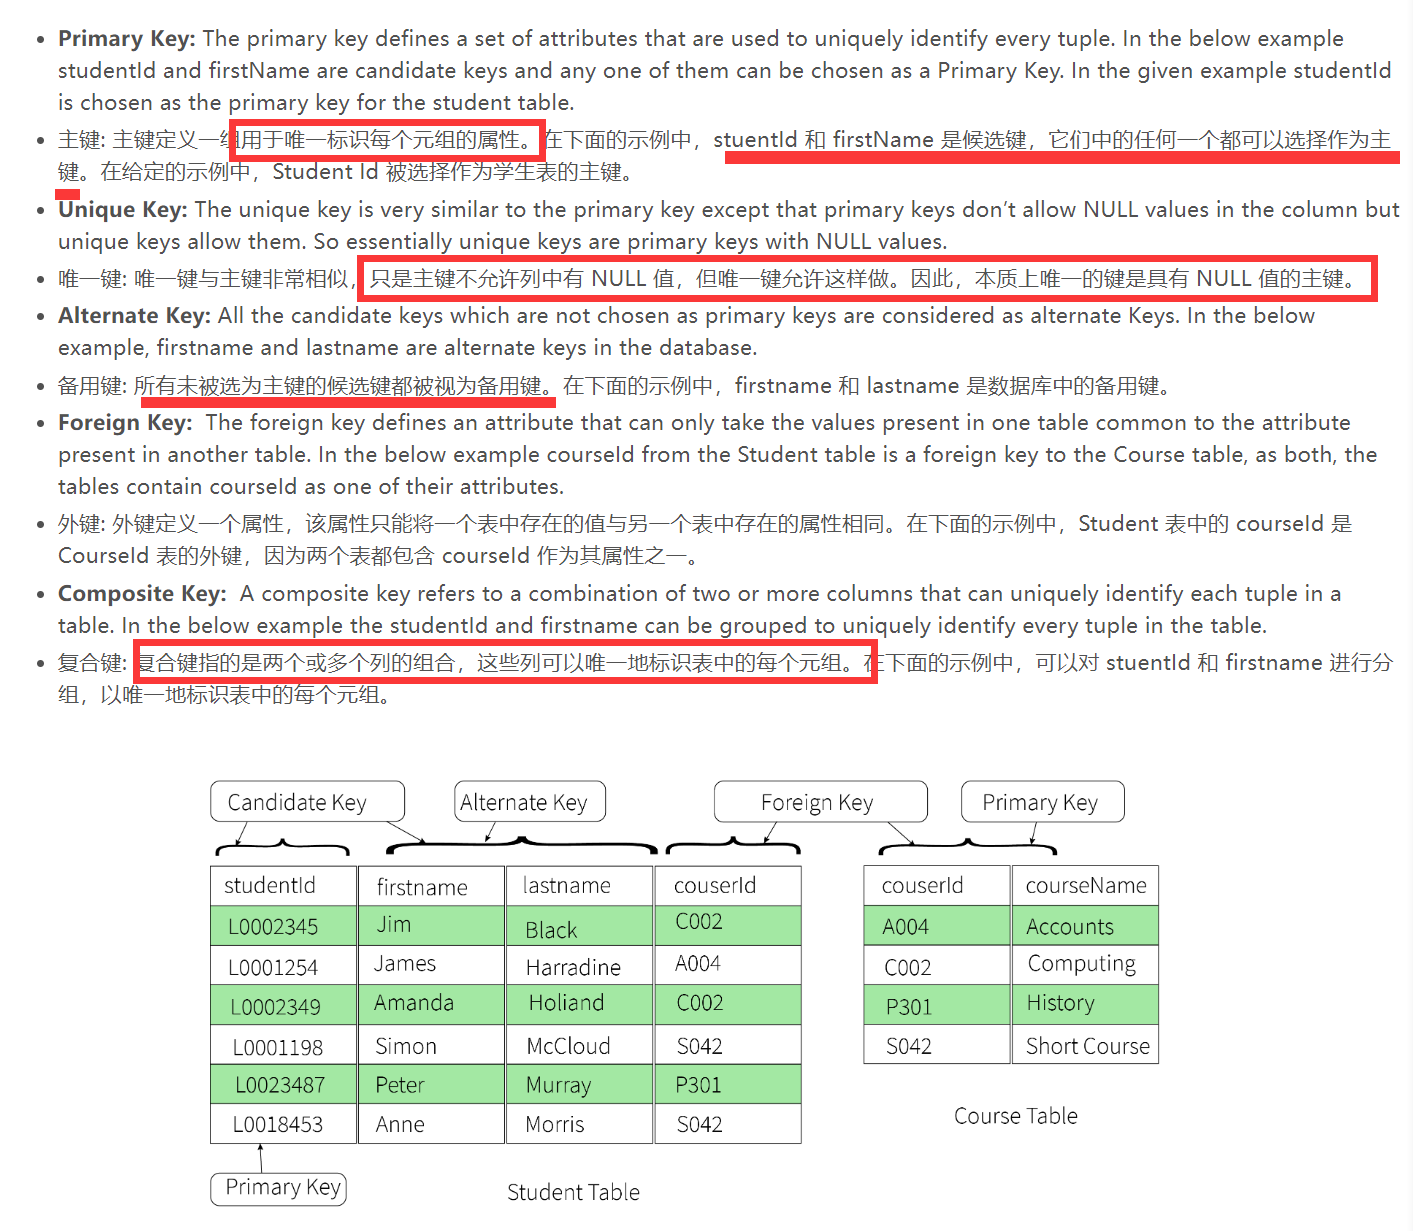 Primary Key: The primary key defines a set of attributes that are used to uniquely identify every tuple. In the below example
studentId and firstName are candidate keys and any one of them can be chosen as a Primary Key. In the given example studentId
is chosen as the primary key for the student table.
主键: 主键定义一组用于唯一标识每个元组的属性。在下面的示例中，stuentId 和 firstName 是候选键，它们中的任何一个都可以选择作为主
键。在给定的示例中，Student Id 被选择作为学生表的主键。
Unique Key: The unique key is very similar to the primary key except that primary keys don’t allow NULL values in the column but
unique keys allow them. So essentially unique keys are primary keys with NULL values.
唯一键: 唯一键与主键非常相似，只是主键不允许列中有 NULL 值，但唯一键允许这样做。因此，本质上唯一的键是具有 NULL 值的主键。
Alternate Key: All the candidate keys which are not chosen as primary keys are considered as alternate Keys. In the below
example, firstname and lastname are alternate keys in the database.
备用键: 所有未被选为主键的候选键都被视为备用键。在下面的示例中，firstname 和 lastname 是数据库中的备用键。
Foreign Key: The foreign key defines an attribute that can only take the values present in one table common to the attribute
present in another table. In the below example courseId from the Student table is a foreign key to the Course table, as both, the
tables contain courseId as one of their attributes.
外键: 外键定义一个属性，该属性只能将一个表中存在的值与另一个表中存在的属性相同。在下面的示例中，Student 表中的 courseId 是
CourseId 表的外键，因为两个表都包含 courseId 作为其属性之一。
Composite Key: A composite key refers to a combination of two or more columns that can uniquely identify each tuple in a
table. In the below example the studentId and firstname can be grouped to uniquely identify every tuple in the table.
复合键: 复合键指的是两个或多个列的组合，这些列可以唯一地标识表中的每个元组。在下面的示例中，可以对 stuentId 和 firstname 进行分
组，以唯一地标识表中的每个元组。
Candidate Key Alternate Key Foreign Key Primary Key
studentId firstname lastname couserId couserId courseName
L0002345 Jim Black C002 A004 Accounts
L0001254 James Harradine A004 C002 Computing
L0002349 Amanda Holiand C002 P301 History
L0001198 Simon McCloud S042 S042 Short Course
L0023487 Peter Murray P301
L0018453 Anne Morris S042
Course Table
Primary Key
Student Table